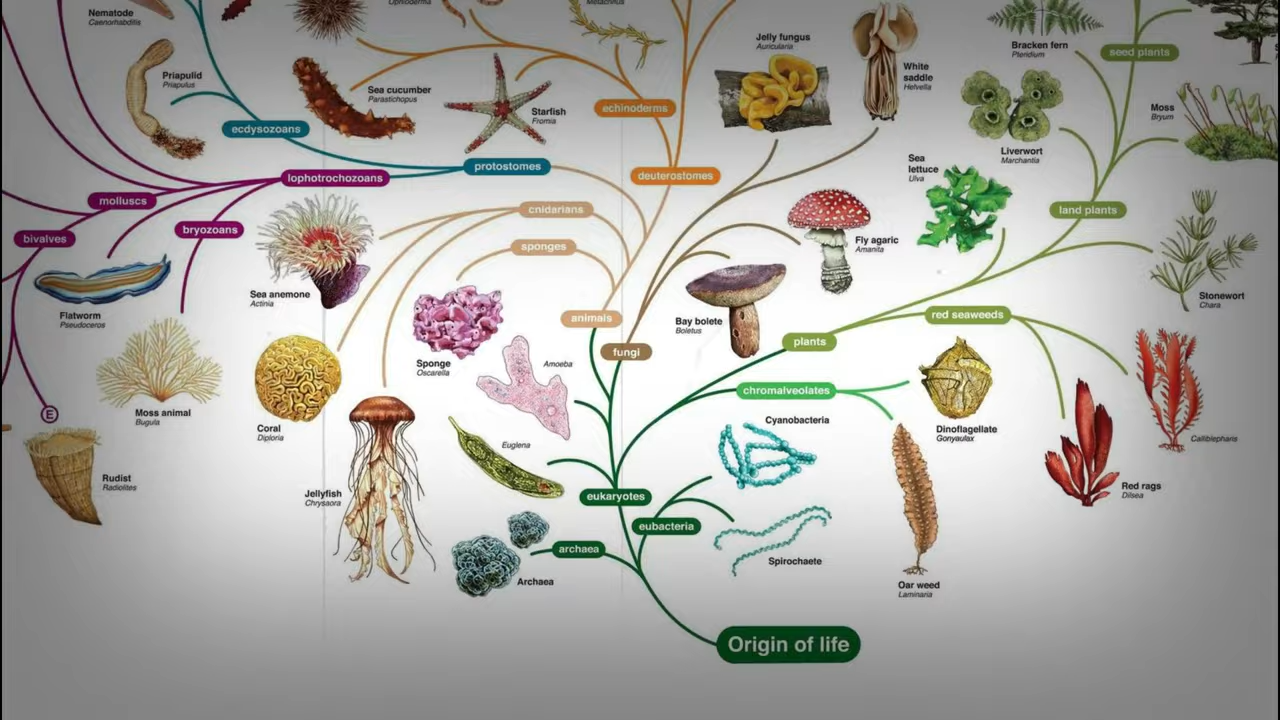 Nematode
Caenorhabditis
Ophioderma
Metacrinus
Jelly fungus
Auricularia
White
saddle
Helvella
Bracken fern
Pteridium
seed plants
Priapulid
Priapulus
Sea cucumber
Parastichopus
Starfish
Fromia
echinoderms
Moss
Bryum
ecdysozoans
protostomes
deuterostomes
Liverwort
Marchantia
Sea
lettuce
Ulva
lophotrochozoans
molluscs
cnidarians
land plants
bivalves
bryozoans
sponges
Fly agaric
Amanita
Flatworm
Pseudoceros
Sea anemone
Actinia
Stonewort
Chara
animals
Bay bolete
Boletus
red seaweeds
plants
fungi
Sponge
Oscarella
Amoeba
chromalveolates
E
Moss animal
Bugula
Coral
Diploria
Cyanobacteria
Dinoflagellate
Gonyaulax
Calliblepharis
Euglena
Rudist
Radiolites
Jellyfish
Chrysaora
eukaryotes
Red rags
Dilsea
eubacteria
archaea
Archaea
Spirochaete
Oar weed
Laminaria
Origin of life